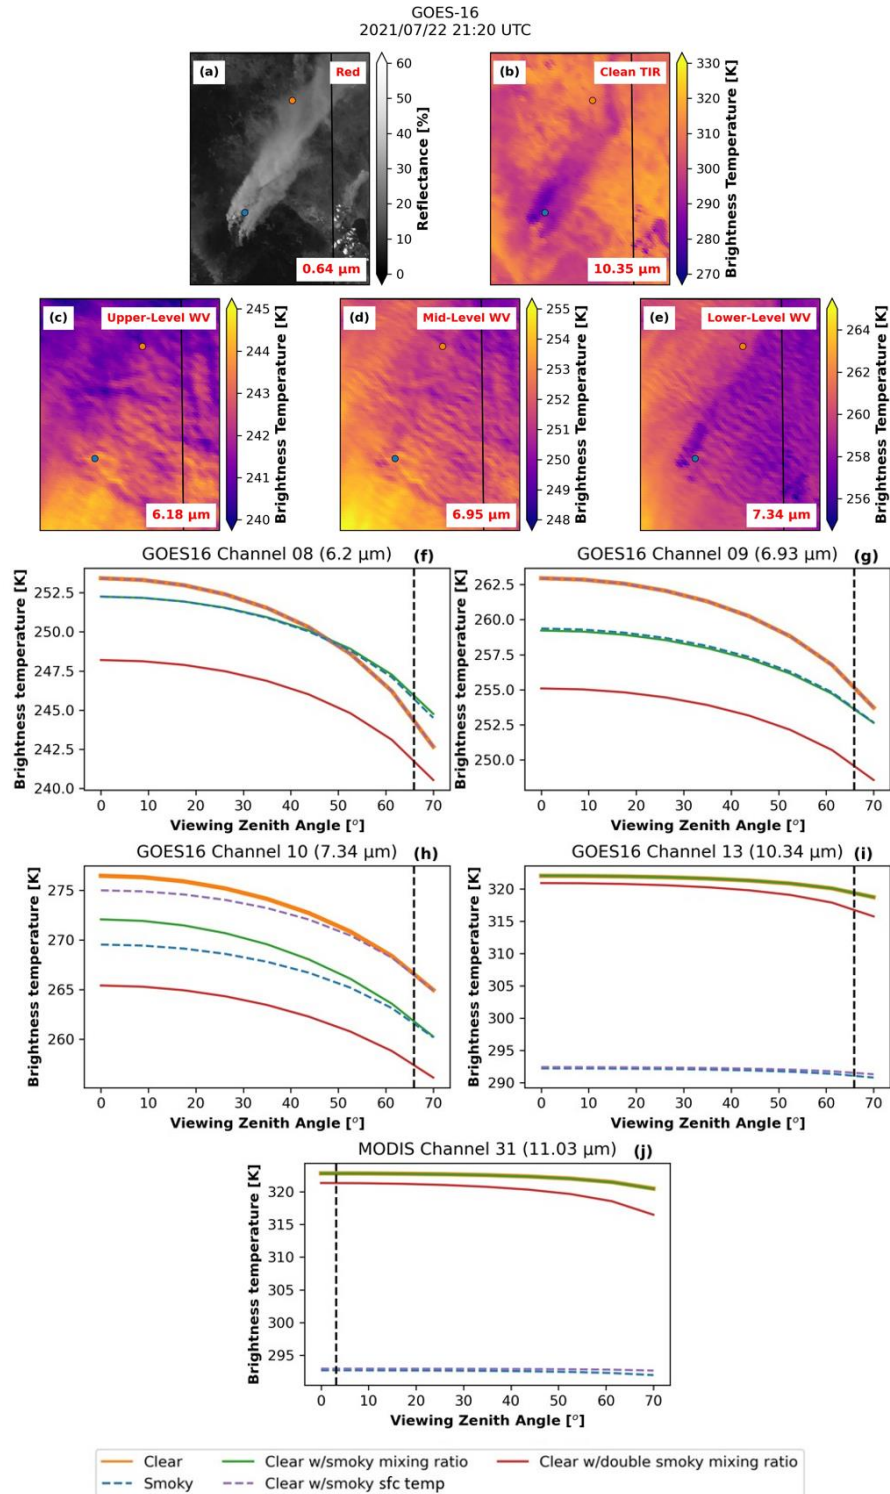 GOES-16
2021/07/22 21:20 UTC
(a)
Red
0.64 µm
60
50
40
30
20
10
0
Reflectance [%]
(b)
Clean TIR
10.35 µm
330
320
310
300
290
280
270
Brightness Temperature [K]
(c)
Upper-Level WV
6.18 µm
245
244
243
242
241
240
Brightness Temperature [K]
(d)
Mid-Level WV
6.95 µm
255
254
253
252
251
250
249
248
Brightness Temperature [K]
(e)
Lower-Level WV
7.34 µm
264
262
260
258
256
Brightness Temperature [K]
GOES16 Channel 08 (6.2 µm) (f)
Brightness temperature [K]
252.5
250.0
247.5
245.0
242.5
240.0
0 10 20 30 40 50 60 70
Viewing Zenith Angle [°]
GOES16 Channel 09 (6.93 µm) (g)
Brightness temperature [K]
262.5
260.0
257.5
255.0
252.5
250.0
0 10 20 30 40 50 60 70
Viewing Zenith Angle [°]
GOES16 Channel 10 (7.34 µm) (h)
Brightness temperature [K]
275
270
265
260
0 10 20 30 40 50 60 70
Viewing Zenith Angle [°]
GOES16 Channel 13 (10.34 µm) (i)
Brightness temperature [K]
320
315
310
305
300
295
290
0 10 20 30 40 50 60 70
Viewing Zenith Angle [°]
MODIS Channel 31 (11.03 µm) (j)
Brightness temperature [K]
320
315
310
305
300
295
0 10 20 30 40 50 60 70
Viewing Zenith Angle [°]
Clear
Smoky
Clear w/smoky mixing ratio
Clear w/smoky sfc temp
Clear w/double smoky mixing ratio